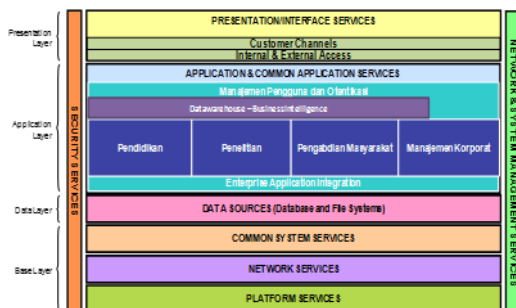 Presentation
Layer
PRESENTATION/INTERFACE SERVICES
Customer Channels
Internal & External Access
Application
Layer
APPLICATION & COMMON APPLICATION SERVICES
Manajemen Pengguna dan Otentikasi
Datawarehouse – Business Intelligence
Pendidikan
Penelitian
Pengabdian Masyarakat
Manajemen Korporat
Enterprise Application Integration
Data Layer
DATA SOURCES (Database and File Systems)
Base Layer
COMMON SYSTEM SERVICES
NETWORK SERVICES
PLATFORM SERVICES
SECURITY SERVICES
NETWORK & SYSTEM MANAGEMENT SERVICES